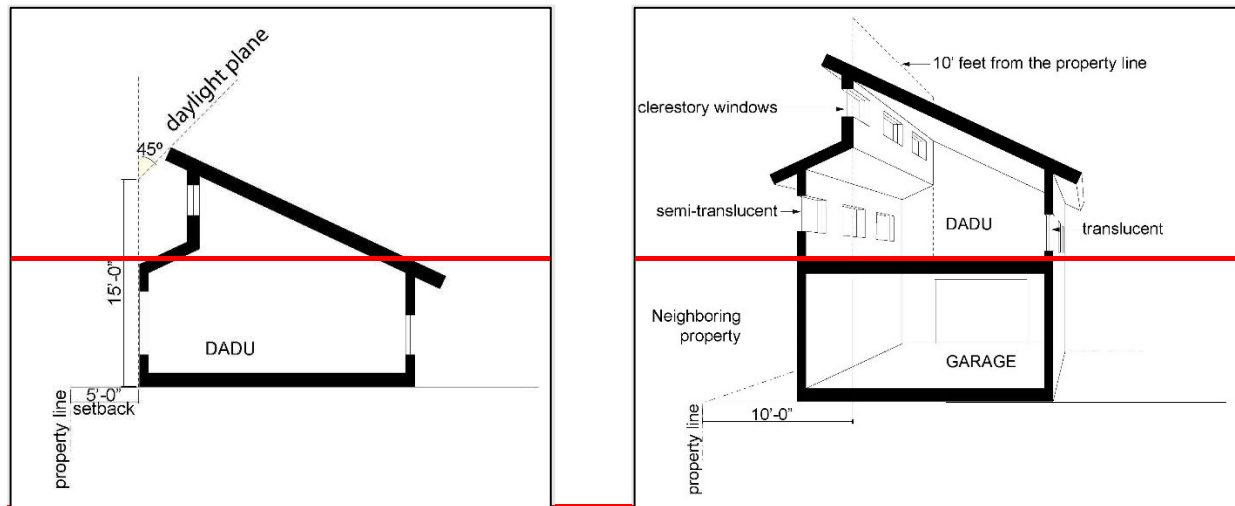 daylight plane
45º
15'-0"
DADU
5'-0"
setback
property line
10' feet from the property line
clerestory windows
semi-translucent
DADU
translucent
Neighboring
property
GARAGE
10'-0"
property line